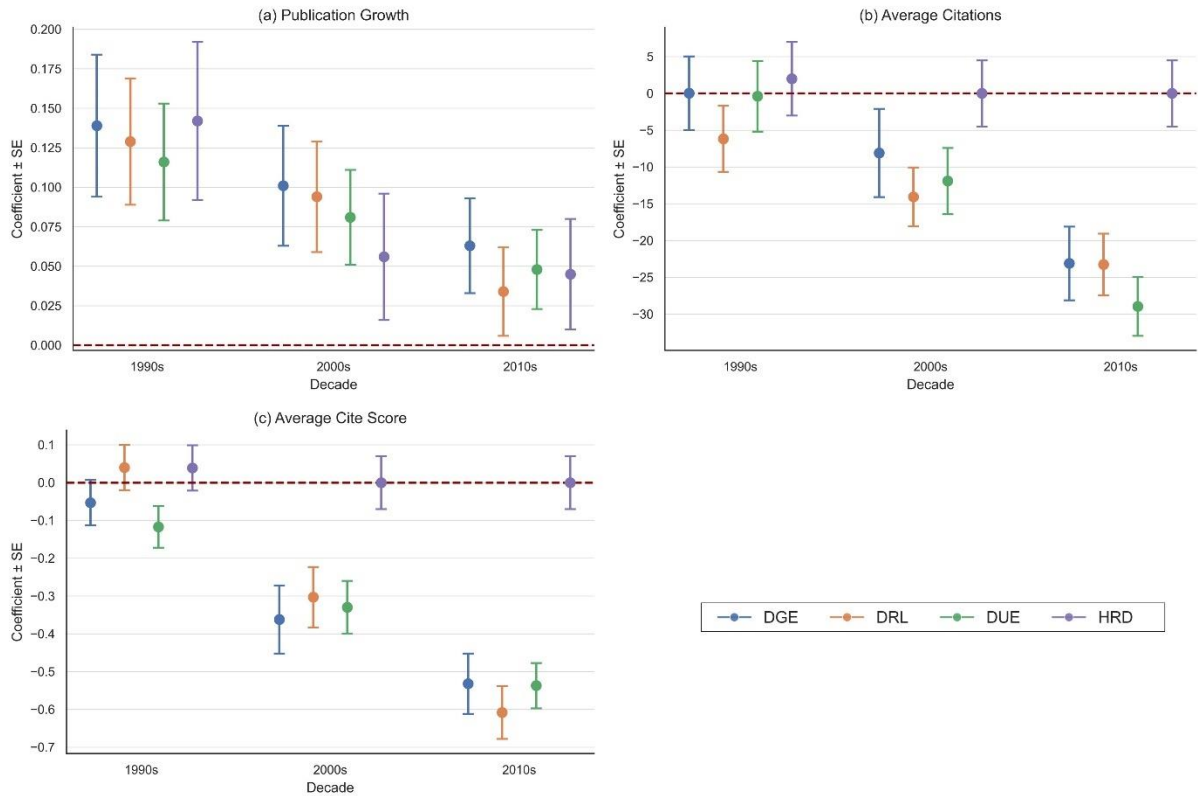 (a) Publication Growth
0.200
0.175
0.150
0.125
0.100
0.075
0.050
0.025
0.000
Coefficient ± SE
1990s 2000s 2010s
Decade
(b) Average Citations
5
0
−5
−10
−15
−20
−25
−30
Coefficient ± SE
1990s 2000s 2010s
Decade
(c) Average Cite Score
0.1
0.0
−0.1
−0.2
−0.3
−0.4
−0.5
−0.6
−0.7
Coefficient ± SE
1990s 2000s 2010s
Decade
DGE DRL DUE HRD